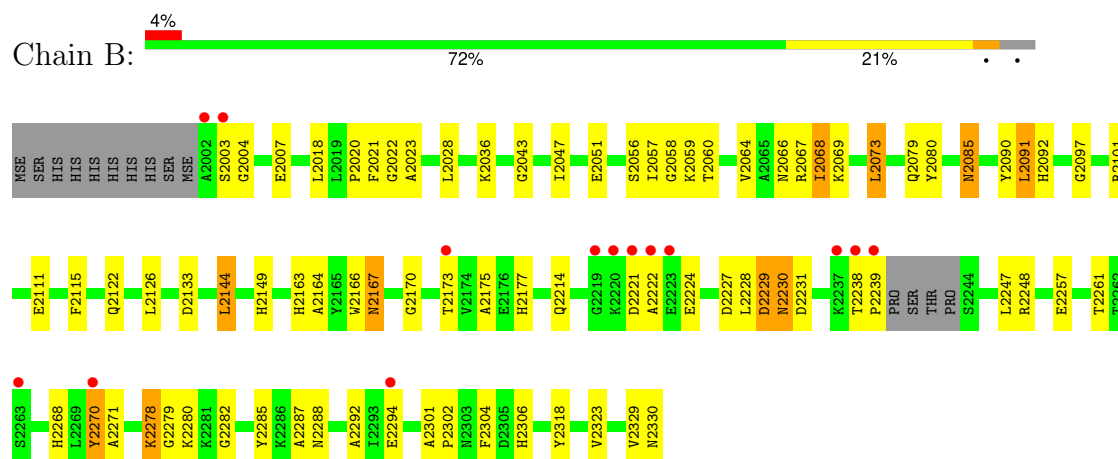 4%
Chain B:
72% 21% • •
MSE SER HIS HIS HIS HIS HIS HIS SER MSE A2002 S2003 G2004 E2007 L2018 L2019 P2020 F2021 G2022 A2023 L2028 K2036 G2043 I2047 E2051 S2056 I2057 G2058 K2059 T2060 V2064 A2065 N2066 R2067 I2068 K2069 L2073 Q2079 Y2080 N2085 Y2090 L2091 H2092 G2097
E2111 F2115 Q2122 L2126 D2133 L2144 H2149 H2163 A2164 Y2165 W2166 N2167 G2170 T2173 V2174 A2175 E2176 H2177 Q2214 G2219 K2220 D2221 A2222 E2223 E2224 D2227 L2228 D2229 N2230 D2231 K2237 T2238 P2239 PRO SER THR PRO S2244 L2247 R2248 E2257 T2261
S2263 H2268 L2269 Y2270 A2271 K2278 G2279 K2280 K2281 G2282 Y2285 K2286 A2287 N2288 A2292 I2293 E2294 A2301 P2302 N2303 F2304 D2305 H2306 Y2318 V2323 V2329 N2330